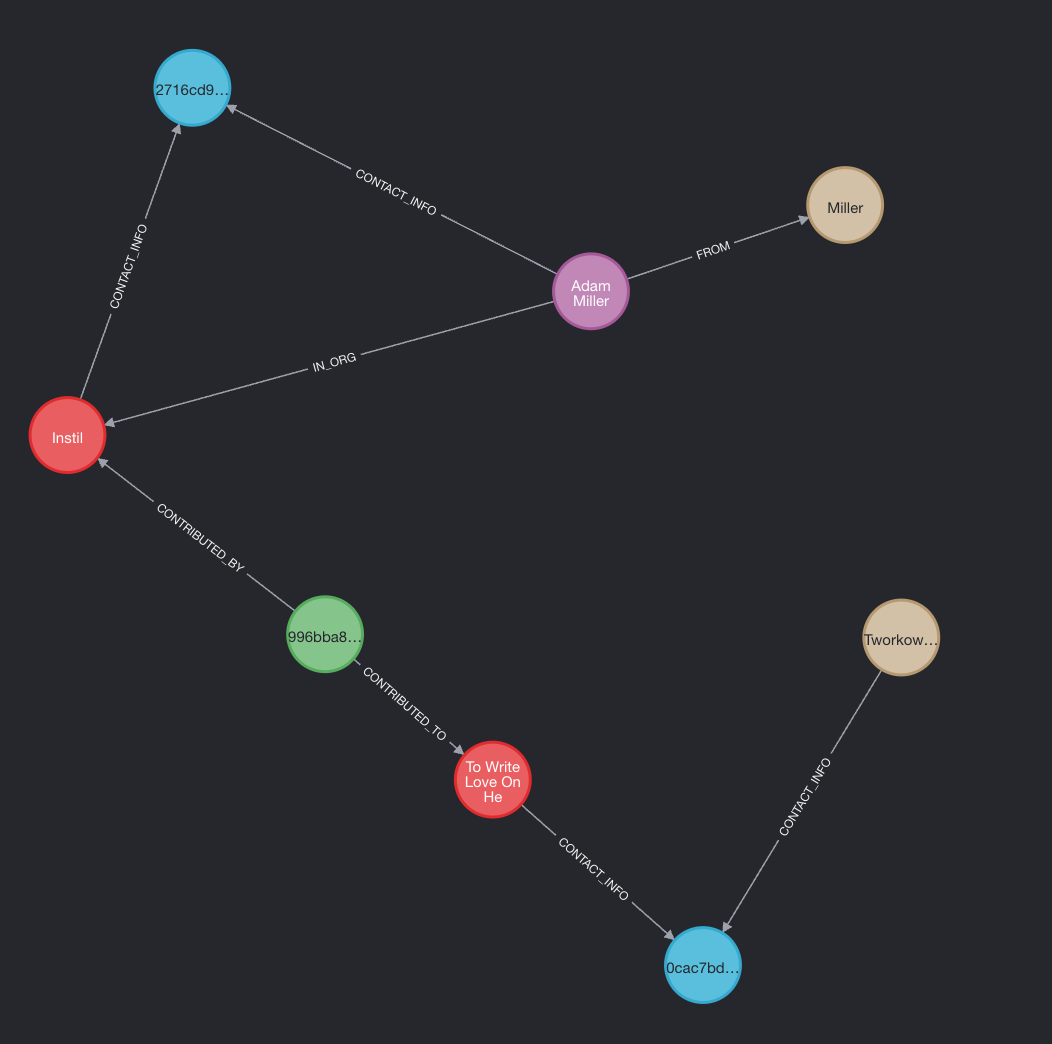 2716cd9…
CONTACT_INFO
Miller
CONTACT_INFO
FROM
Adam
Miller
IN_ORG
Instil
CONTRIBUTED_BY
996bba8…
Tworkow…
CONTRIBUTED_TO
To Write
Love On
He
CONTACT_INFO
CONTACT_INFO
0cac7bd…